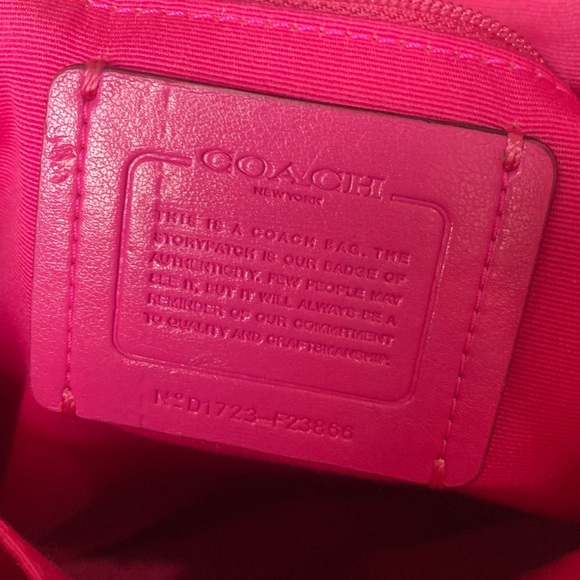 COACH
NEW YORK
THIS IS A COACH BAG. THE
STORYPATCH IS OUR BADGE OF
AUTHENTICITY. FEW PEOPLE MAY
SEE IT, BUT IT WILL ALWAYS BE A
REMINDER OF OUR COMMITMENT
TO QUALITY AND CRAFTSMANSHIP.
Nº D1723-F23866